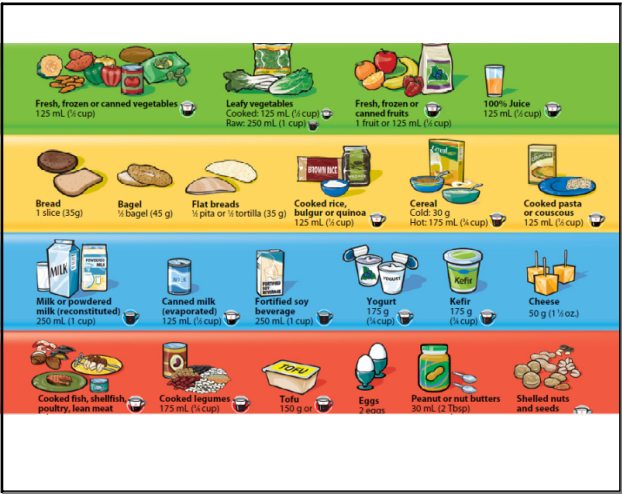 Fresh, frozen or canned vegetables
125 mL (½ cup)
Leafy vegetables
Cooked: 125 mL (½ cup)
Raw: 250 mL (1 cup)
Fresh, frozen or
canned fruits
1 fruit or 125 mL (½ cup)
100% Juice
125 mL (½ cup)
BROWN RICE
Bread
1 slice (35g)
Bagel
½ bagel (45 g)
Flat breads
½ pita or ½ tortilla (35 g)
Cooked rice,
bulgur or quinoa
125 mL (½ cup)
Cereal
Cold: 30 g
Hot: 175 mL (¾ cup)
Cooked pasta
or couscous
125 mL (½ cup)
MILK
POWDERED
MILK
MILK
FORTIFIED
SOY
BEVERAGE
YOGURT
YOGURT
Kefir
Milk or powdered
milk (reconstituted)
250 mL (1 cup)
Canned milk
(evaporated)
125 mL (½ cup)
Fortified soy
beverage
250 mL (1 cup)
Yogurt
175 g
(¾ cup)
Kefir
175 g
(¾ cup)
Cheese
50 g (1 ½ oz.)
TOFU
Cooked fish, shellfish,
poultry, lean meat
Cooked legumes
175 mL (¾ cup)
Tofu
150 g or
Eggs
2 eggs
Peanut or nut butters
30 mL (2 Tbsp)
Shelled nuts
and seeds